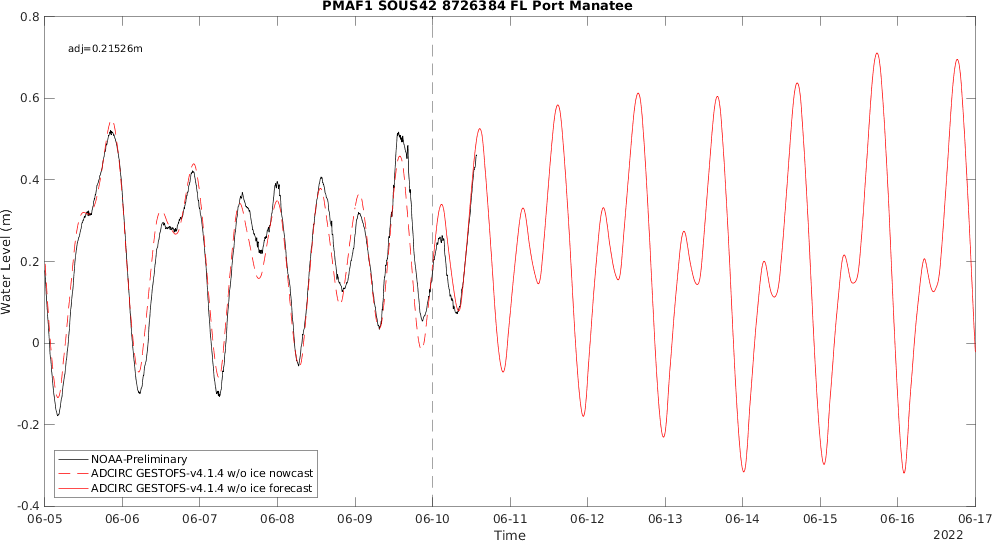 PMAF1 SOUS42 8726384 FL Port Manatee
0.8
adj=0.21526m
0.6
0.4
0.2
0
-0.2
-0.4
Water Level (m)
NOAA-Preliminary
ADCIRC GESTOFS-v4.1.4 w/o ice nowcast
ADCIRC GESTOFS-v4.1.4 w/o ice forecast
06-05 06-06 06-07 06-08 06-09 06-10 06-11 06-12 06-13 06-14 06-15 06-16 06-17
Time
2022